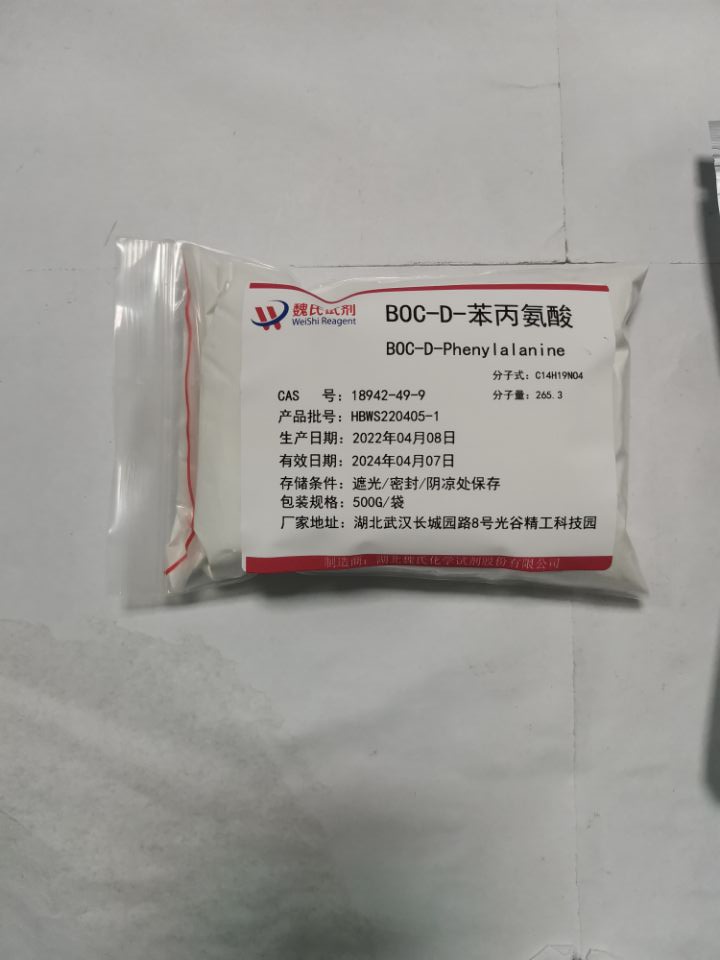 魏氏试剂
WeiShi Reagent
BOC-D-苯丙氨酸
BOC-D-Phenylalanine
分子式: C14H19NO4
CAS 号: 18942-49-9
分子量: 265.3
产品批号: HBWS220405-1
生产日期: 2022年04月08日
有效日期: 2024年04月07日
存储条件: 遮光/密封/阴凉处保存
包装规格: 500G/袋
厂家地址: 湖北武汉长城园路8号光谷精工科技园
制造商: 湖北魏氏化学试剂股份有限公司